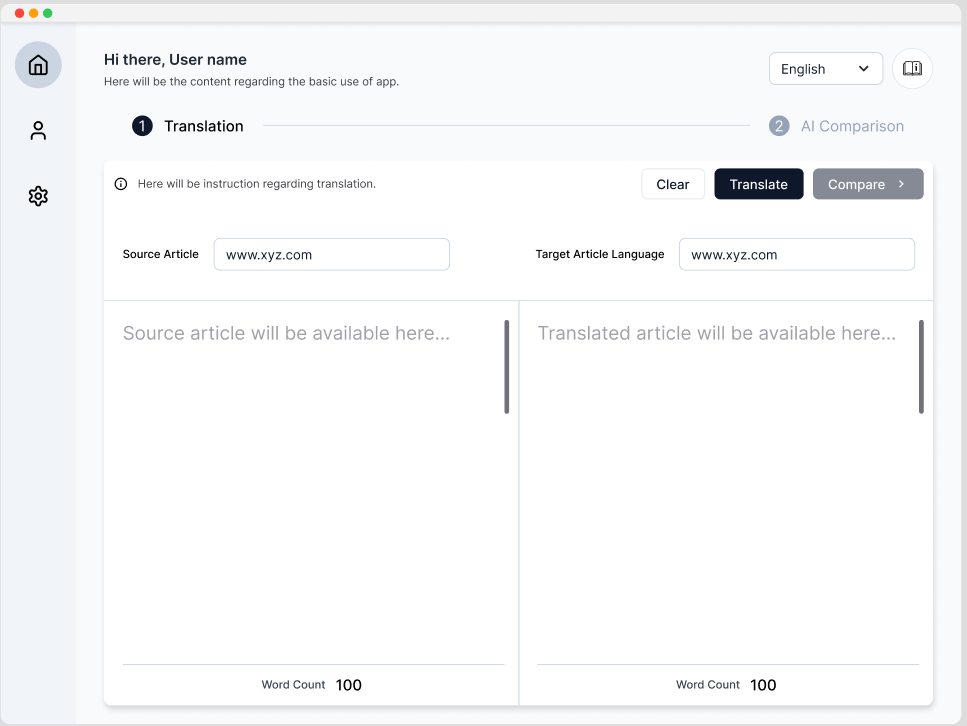 Hi there, User name
Here will be the content regarding the basic use of app.
English
1 Translation
2 AI Comparison
Here will be instruction regarding translation.
Clear
Translate
Compare
Source Article
www.xyz.com
Target Article Language
www.xyz.com
Source article will be available here...
Translated article will be available here...
Word Count 100
Word Count 100